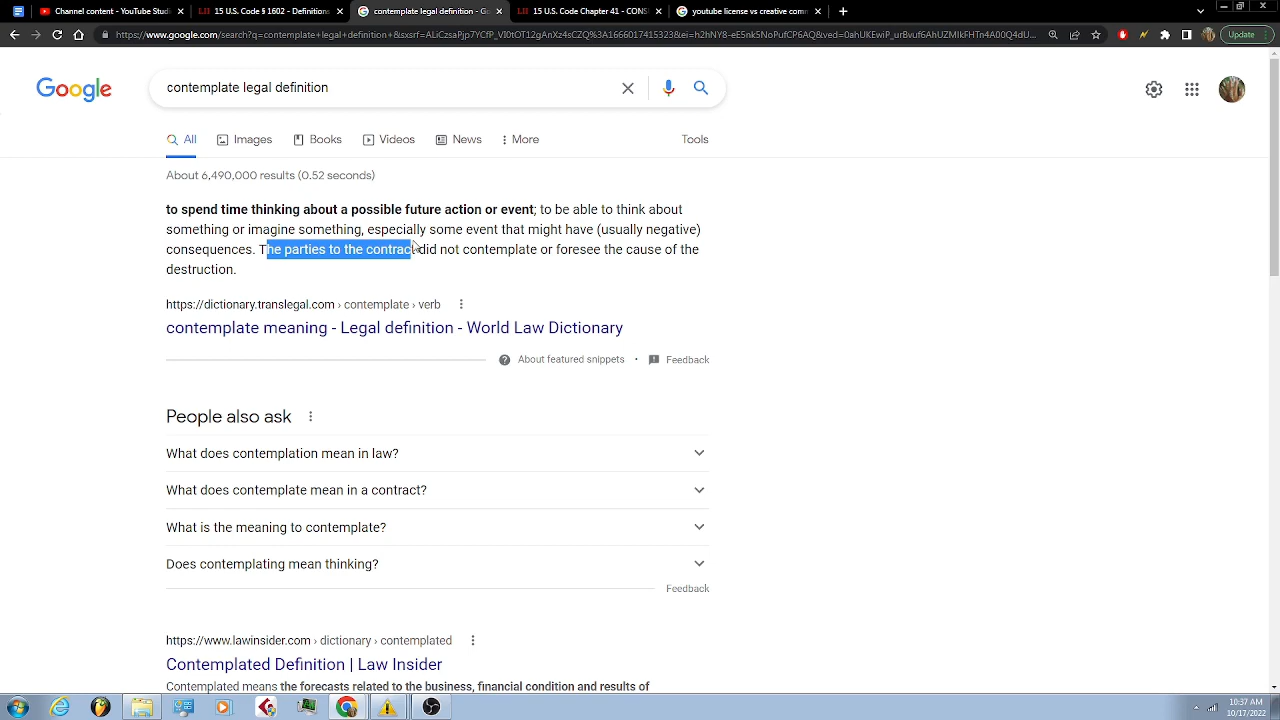 Channel content - YouTube Studi
15 U.S. Code § 1602 - Definitions
contemplate legal definition - Go
15 U.S. Code Chapter 41 - CONSU
youtube license vs creative comm
Update
Google
contemplate legal definition
All
Images
Books
Videos
News
More
Tools
About 6,490,000 results (0.52 seconds)
to spend time thinking about a possible future action or event; to be able to think about
something or imagine something, especially some event that might have (usually negative)
consequences. The parties to the contract did not contemplate or foresee the cause of the
destruction.
https://dictionary.translegal.com › contemplate › verb
contemplate meaning - Legal definition - World Law Dictionary
About featured snippets • Feedback
People also ask
What does contemplation mean in law?
What does contemplate mean in a contract?
What is the meaning to contemplate?
Does contemplating mean thinking?
Feedback
https://www.lawinsider.com › dictionary › contemplated
Contemplated Definition | Law Insider
Contemplated means the forecasts related to the business, financial condition and results of
10:37 AM
10/17/2022